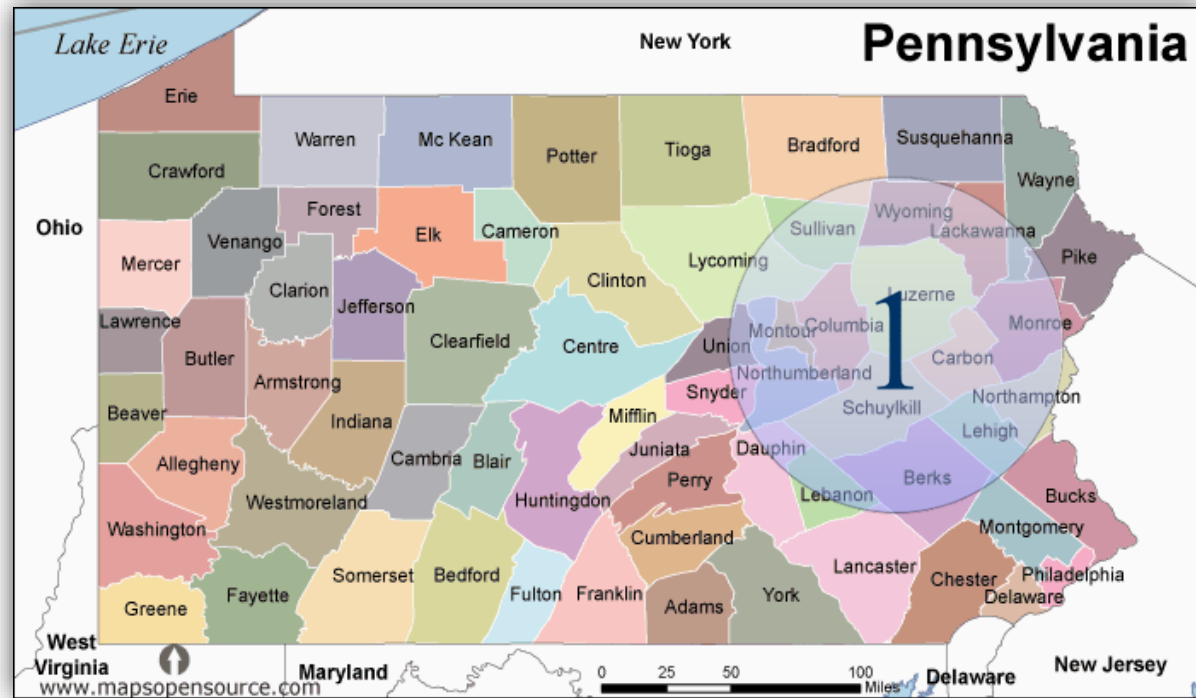 Lake Erie
New York
Pennsylvania
Erie
Warren
Mc Kean
Potter
Tioga
Bradford
Susquehanna
Crawford
Wayne
Ohio
Venango
Forest
Elk
Cameron
Sullivan
Wyoming
Lackawanna
Mercer
Clarion
Jefferson
Clinton
Lycoming
Luzerne
Pike
Lawrence
Butler
Clearfield
Centre
Union
Montour
Columbia
1
Monroe
Carbon
Armstrong
Northumberland
Beaver
Indiana
Mifflin
Snyder
Schuylkill
Northampton
Lehigh
Allegheny
Cambria
Blair
Juniata
Dauphin
Westmoreland
Huntingdon
Perry
Lebanon
Berks
Bucks
Washington
Cumberland
Montgomery
Greene
Fayette
Somerset
Bedford
Fulton
Franklin
Adams
York
Lancaster
Chester
Delaware
Philadelphia
West
Virginia
Maryland
0 25 50 100
Miles
Delaware
New Jersey
www.mapsopensource.com